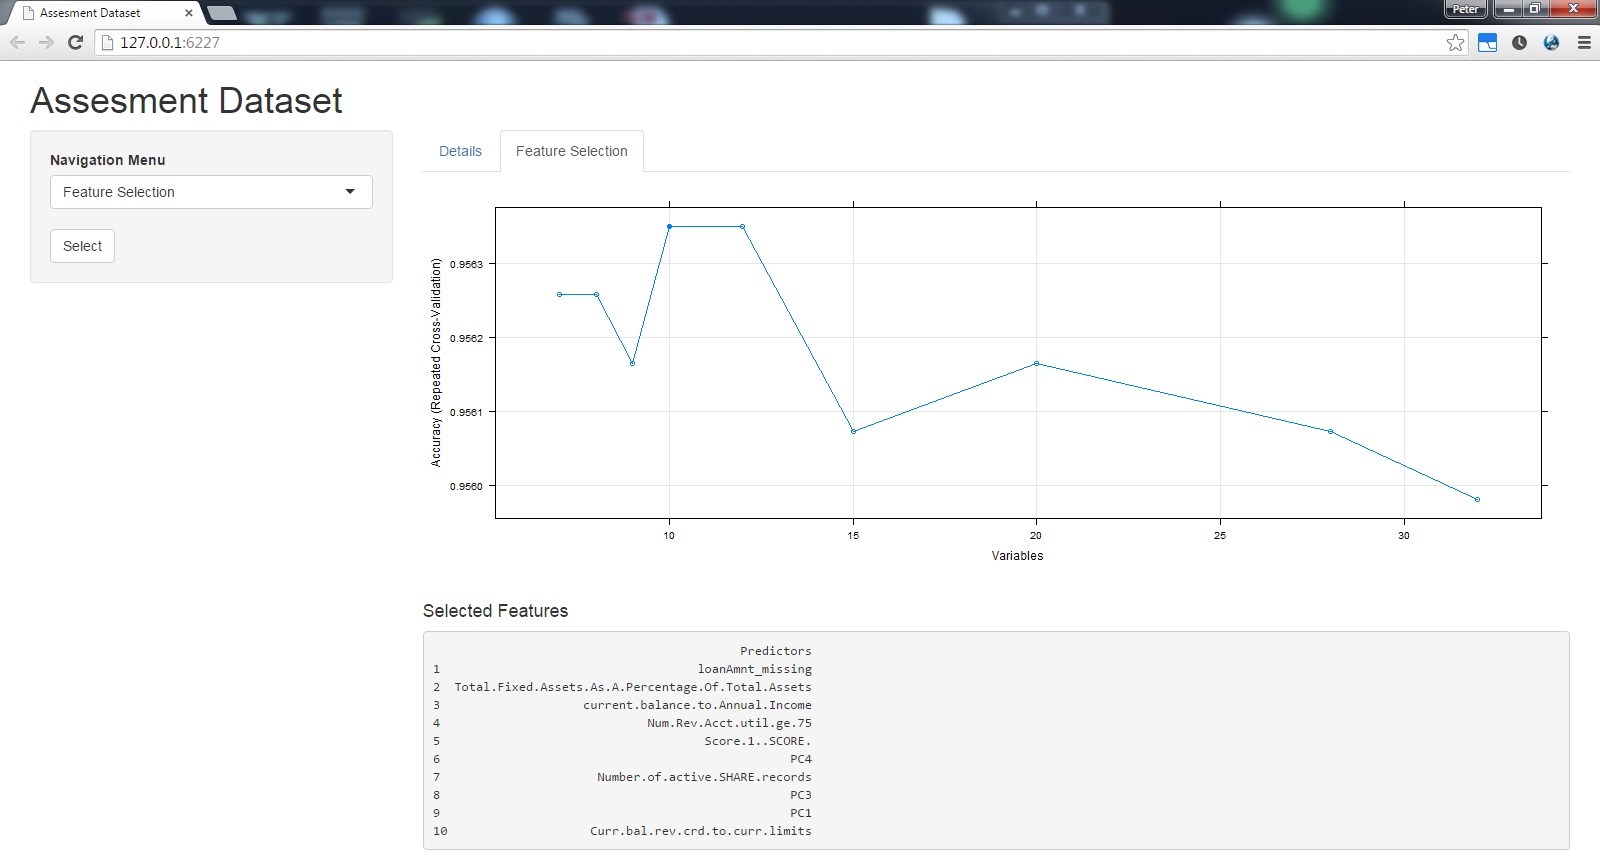 Assesment Dataset
Peter
127.0.0.1:6227
Assesment Dataset
Navigation Menu
Feature Selection
Select
Details
Feature Selection
Accuracy (Repeated Cross-Validation)
0.9563
0.9562
0.9561
0.9560
10 15 20 25 30
Variables
Selected Features
Predictors
1 loanAmnt_missing
2 Total.Fixed.Assets.As.A.Percentage.Of.Total.Assets
3 current.balance.to.Annual.Income
4 Num.Rev.Acct.util.ge.75
5 Score.1..SCORE.
6 PC4
7 Number.of.active.SHARE.records
8 PC3
9 PC1
10 Curr.bal.rev.crd.to.curr.limits